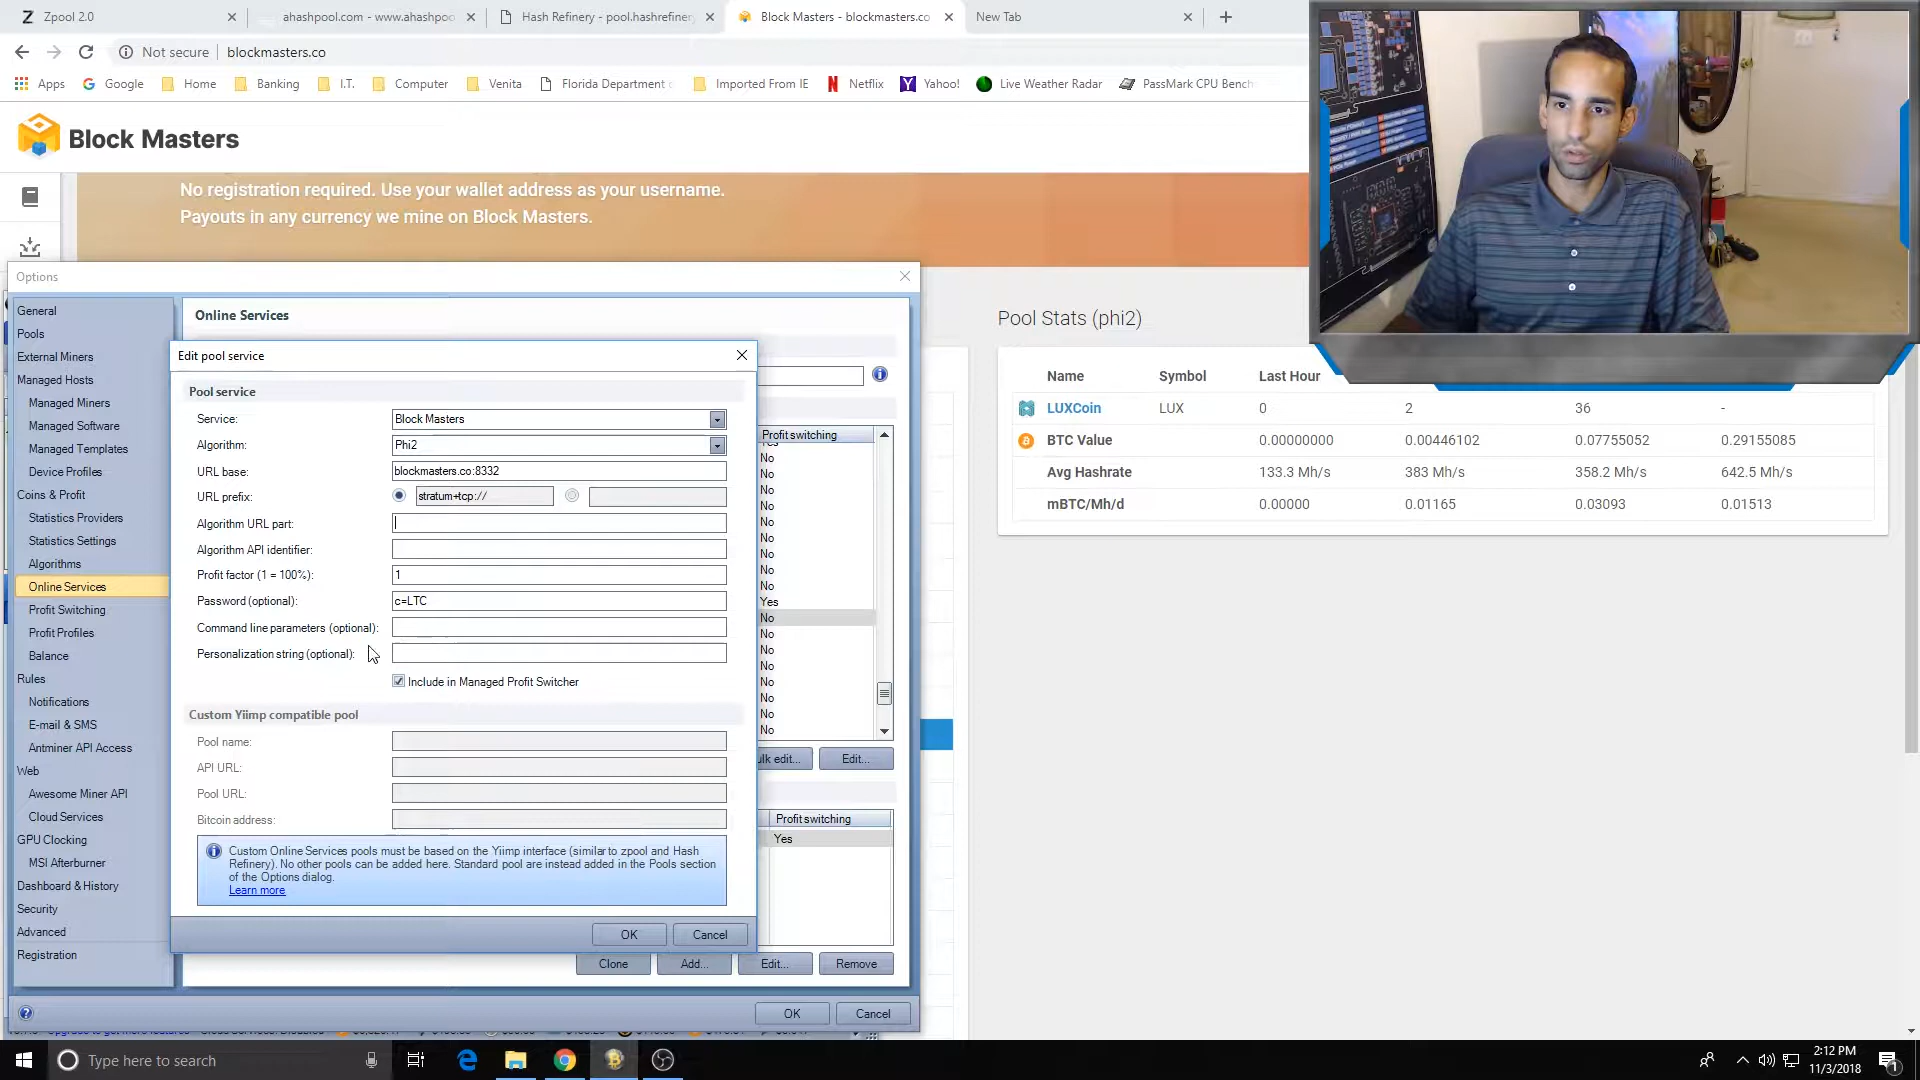 Zpool 2.0
ahashpool.com - www.ahashpo
Hash Refinery - pool.hashrefinery
Block Masters - blockmasters.co
New Tab
Not secure
blockmasters.co
Apps
Google
Home
Banking
I.T.
Computer
Venita
Florida Department
Imported From IE
Netflix
Yahoo!
Live Weather Radar
PassMark CPU Bench
Block Masters
No registration required. Use your wallet address as your username.
Payouts in any currency we mine on Block Masters.
Options
General
Pools
External Miners
Managed Hosts
Managed Miners
Managed Software
Managed Templates
Device Profiles
Coins & Profit
Statistics Providers
Statistics Settings
Algorithms
Online Services
Profit Switching
Profit Profiles
Balance
Rules
Notifications
E-mail & SMS
Antminer API Access
Web
Awesome Miner API
Cloud Services
GPU Clocking
MSI Afterburner
Dashboard & History
Security
Advanced
Registration
Online Services
Edit pool service
Pool service
Service: Block Masters
Algorithm: Phi2
URL base: blockmasters.co:8332
URL prefix: stratum+tcp://
Algorithm URL part:
Algorithm API identifier:
Profit factor (1 = 100%): 1
Password (optional): c=LTC
Command line parameters (optional):
Personalization string (optional):
Include in Managed Profit Switcher
Custom Yiimp compatible pool
Pool name:
API URL:
Pool URL:
Bitcoin address:
Custom Online Services pools must be based on the Yiimp interface (similar to zpool and Hash
Refinery). No other pools can be added here. Standard pool are instead added in the Pools section
of the Options dialog.
Learn more
OK
Cancel
Profit switching
Yes
No
No
No
No
No
No
No
No
No
Yes
No
No
No
No
No
No
No
No
ulk edit...
Edit...
Profit switching
Yes
Clone
Add...
Edit...
Remove
OK
Cancel
Pool Stats (phi2)
Name Symbol Last Hour
LUXCoin LUX 0 2 36 -
BTC Value 0.00000000 0.00446102 0.07755052 0.29155085
Avg Hashrate 133.3 Mh/s 383 Mh/s 358.2 Mh/s 642.5 Mh/s
mBTC/Mh/d 0.00000 0.01165 0.03093 0.01513
Type here to search
2:12 PM
11/3/2018
1